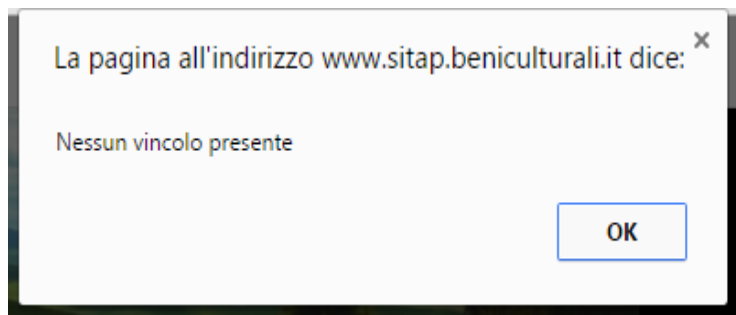 La pagina all'indirizzo www.sitap.beniculturali.it dice:
Nessun vincolo presente
OK